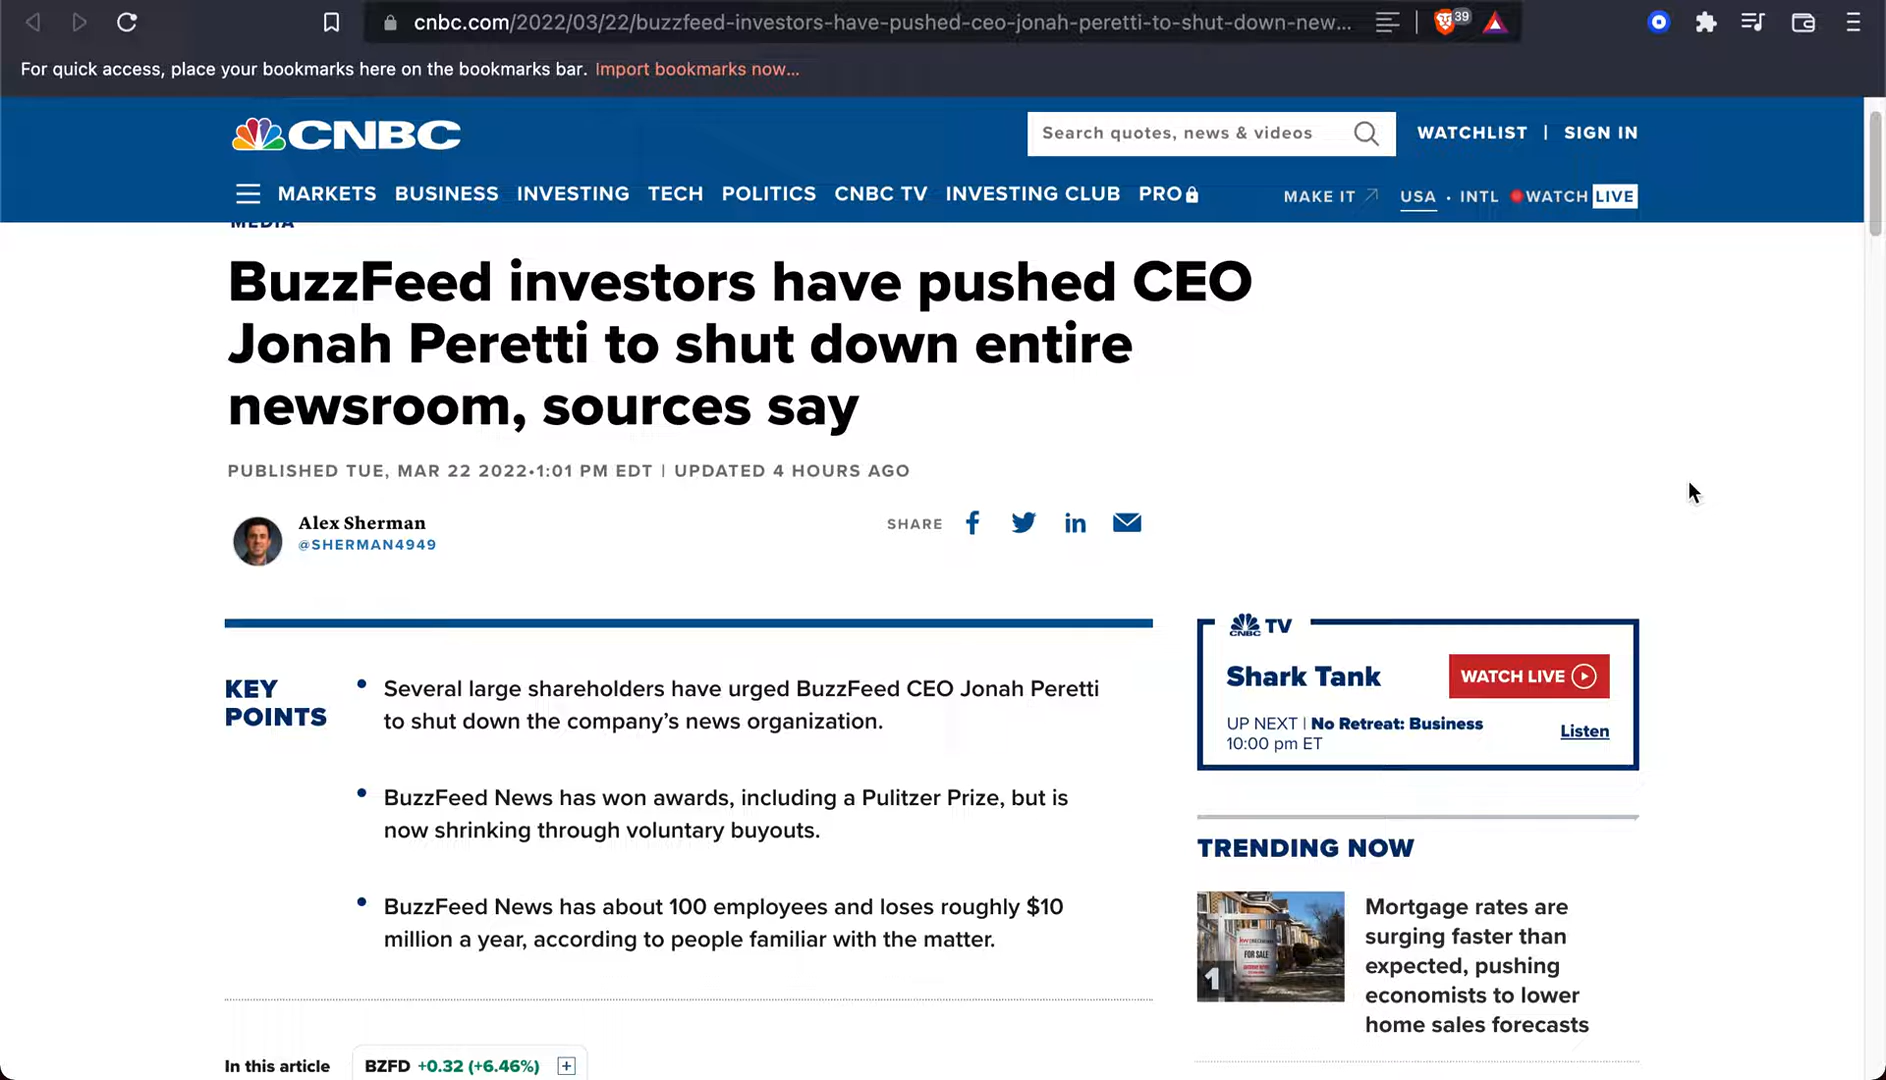 cnbc.com/2022/03/22/buzzfeed-investors-have-pushed-ceo-jonah-peretti-to-shut-down-new...
39
For quick access, place your bookmarks here on the bookmarks bar. Import bookmarks now...
CNBC
Search quotes, news & videos
WATCHLIST | SIGN IN
MARKETS BUSINESS INVESTING TECH POLITICS CNBC TV INVESTING CLUB PRO
MAKE IT USA • INTL WATCH LIVE
MEDIA
BuzzFeed investors have pushed CEO
Jonah Peretti to shut down entire
newsroom, sources say
PUBLISHED TUE, MAR 22 2022•1:01 PM EDT | UPDATED 4 HOURS AGO
Alex Sherman
@SHERMAN4949
SHARE
KEY
POINTS
• Several large shareholders have urged BuzzFeed CEO Jonah Peretti
to shut down the company’s news organization.
• BuzzFeed News has won awards, including a Pulitzer Prize, but is
now shrinking through voluntary buyouts.
• BuzzFeed News has about 100 employees and loses roughly $10
million a year, according to people familiar with the matter.
In this article
BZFD +0.32 (+6.46%)
CNBC TV
Shark Tank
WATCH LIVE
UP NEXT | No Retreat: Business
10:00 pm ET
Listen
TRENDING NOW
FOR SALE
1
Mortgage rates are
surging faster than
expected, pushing
economists to lower
home sales forecasts